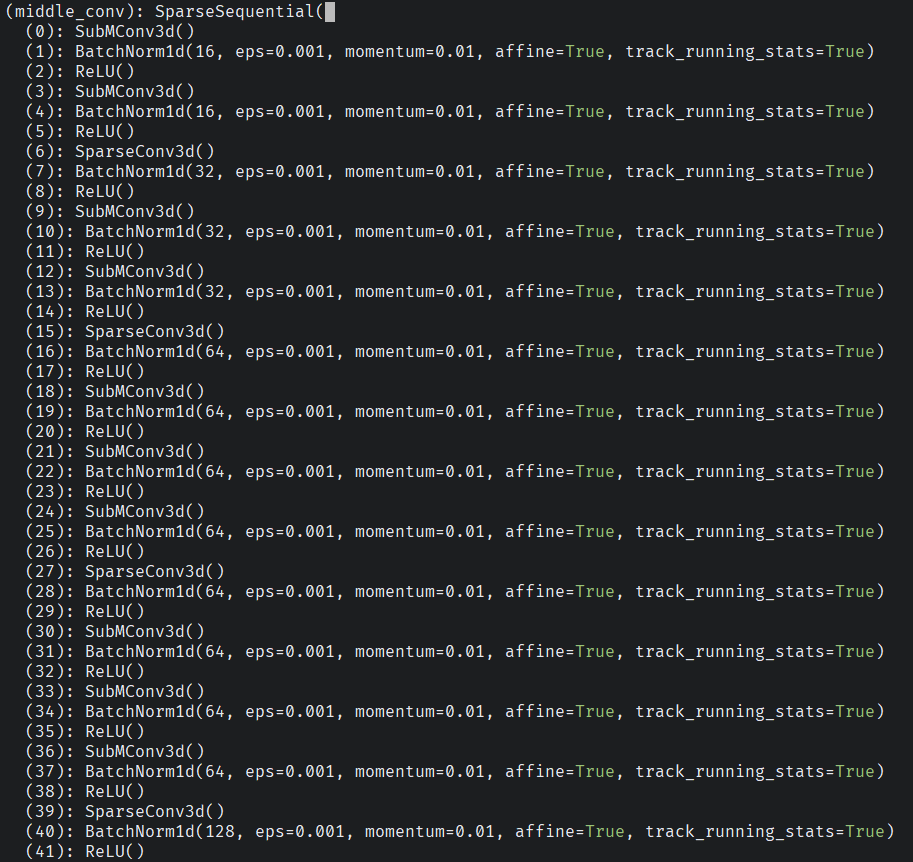 (middle_conv): SparseSequential(
  (0): SubMConv3d()
  (1): BatchNorm1d(16, eps=0.001, momentum=0.01, affine=True, track_running_stats=True)
  (2): ReLU()
  (3): SubMConv3d()
  (4): BatchNorm1d(16, eps=0.001, momentum=0.01, affine=True, track_running_stats=True)
  (5): ReLU()
  (6): SparseConv3d()
  (7): BatchNorm1d(32, eps=0.001, momentum=0.01, affine=True, track_running_stats=True)
  (8): ReLU()
  (9): SubMConv3d()
  (10): BatchNorm1d(32, eps=0.001, momentum=0.01, affine=True, track_running_stats=True)
  (11): ReLU()
  (12): SubMConv3d()
  (13): BatchNorm1d(32, eps=0.001, momentum=0.01, affine=True, track_running_stats=True)
  (14): ReLU()
  (15): SparseConv3d()
  (16): BatchNorm1d(64, eps=0.001, momentum=0.01, affine=True, track_running_stats=True)
  (17): ReLU()
  (18): SubMConv3d()
  (19): BatchNorm1d(64, eps=0.001, momentum=0.01, affine=True, track_running_stats=True)
  (20): ReLU()
  (21): SubMConv3d()
  (22): BatchNorm1d(64, eps=0.001, momentum=0.01, affine=True, track_running_stats=True)
  (23): ReLU()
  (24): SubMConv3d()
  (25): BatchNorm1d(64, eps=0.001, momentum=0.01, affine=True, track_running_stats=True)
  (26): ReLU()
  (27): SparseConv3d()
  (28): BatchNorm1d(64, eps=0.001, momentum=0.01, affine=True, track_running_stats=True)
  (29): ReLU()
  (30): SubMConv3d()
  (31): BatchNorm1d(64, eps=0.001, momentum=0.01, affine=True, track_running_stats=True)
  (32): ReLU()
  (33): SubMConv3d()
  (34): BatchNorm1d(64, eps=0.001, momentum=0.01, affine=True, track_running_stats=True)
  (35): ReLU()
  (36): SubMConv3d()
  (37): BatchNorm1d(64, eps=0.001, momentum=0.01, affine=True, track_running_stats=True)
  (38): ReLU()
  (39): SparseConv3d()
  (40): BatchNorm1d(128, eps=0.001, momentum=0.01, affine=True, track_running_stats=True)
  (41): ReLU()